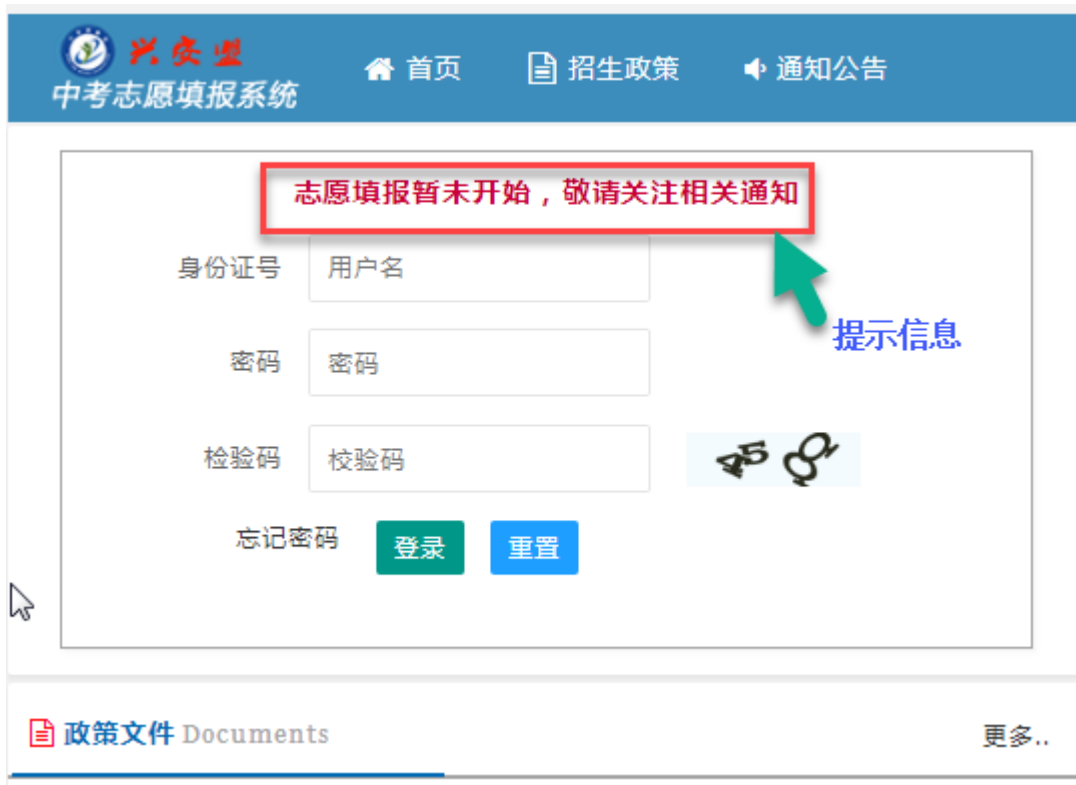 兴安盟
中考志愿填报系统
首页 招生政策 通知公告
志愿填报暂未开始，敬请关注相关通知
身份证号 用户名
提示信息
密码 密码
检验码 校验码
忘记密码 登录 重置
政策文件 Documents 更多..